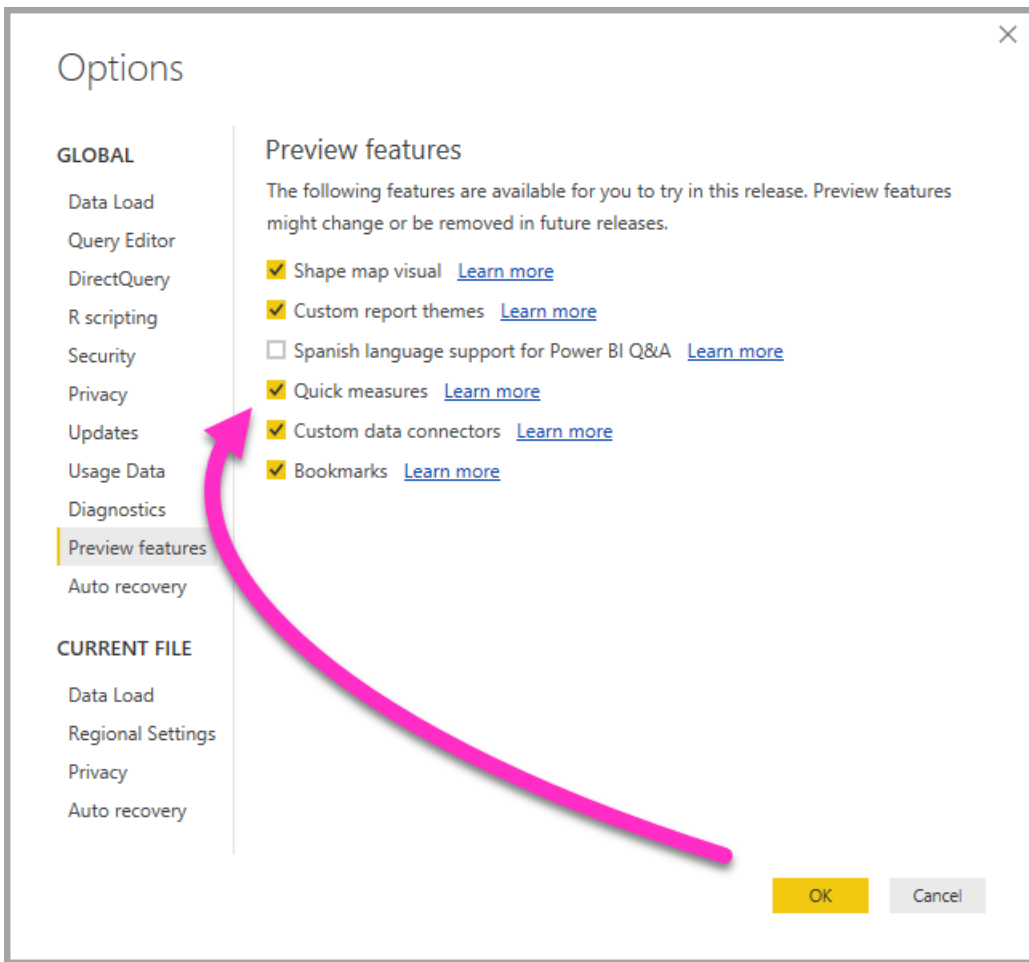 Options
GLOBAL
Data Load
Query Editor
DirectQuery
R scripting
Security
Privacy
Updates
Usage Data
Diagnostics
Preview features
Auto recovery
CURRENT FILE
Data Load
Regional Settings
Privacy
Auto recovery
Preview features
The following features are available for you to try in this release. Preview features
might change or be removed in future releases.
Shape map visual Learn more
Custom report themes Learn more
Spanish language support for Power BI Q&A Learn more
Quick measures Learn more
Custom data connectors Learn more
Bookmarks Learn more
OK Cancel